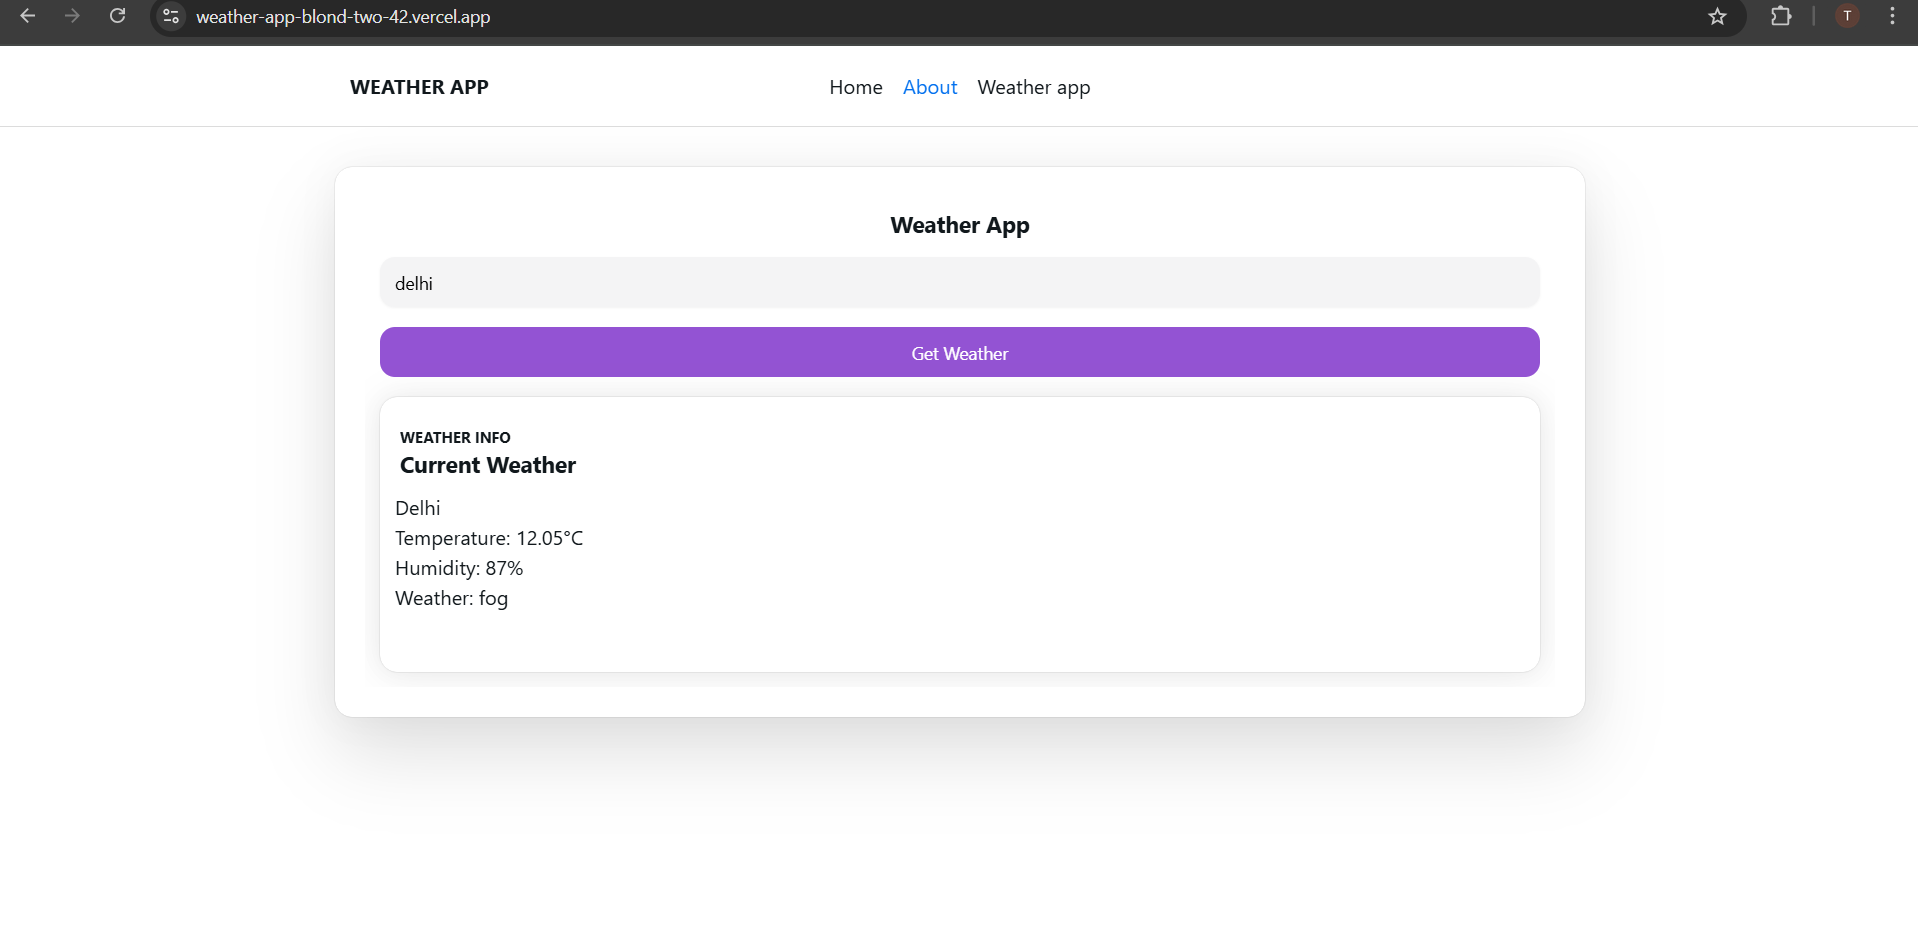 weather-app-blond-two-42.vercel.app
T
WEATHER APP
Home About Weather app
Weather App
delhi
Get Weather
WEATHER INFO
Current Weather
Delhi
Temperature: 12.05°C
Humidity: 87%
Weather: fog